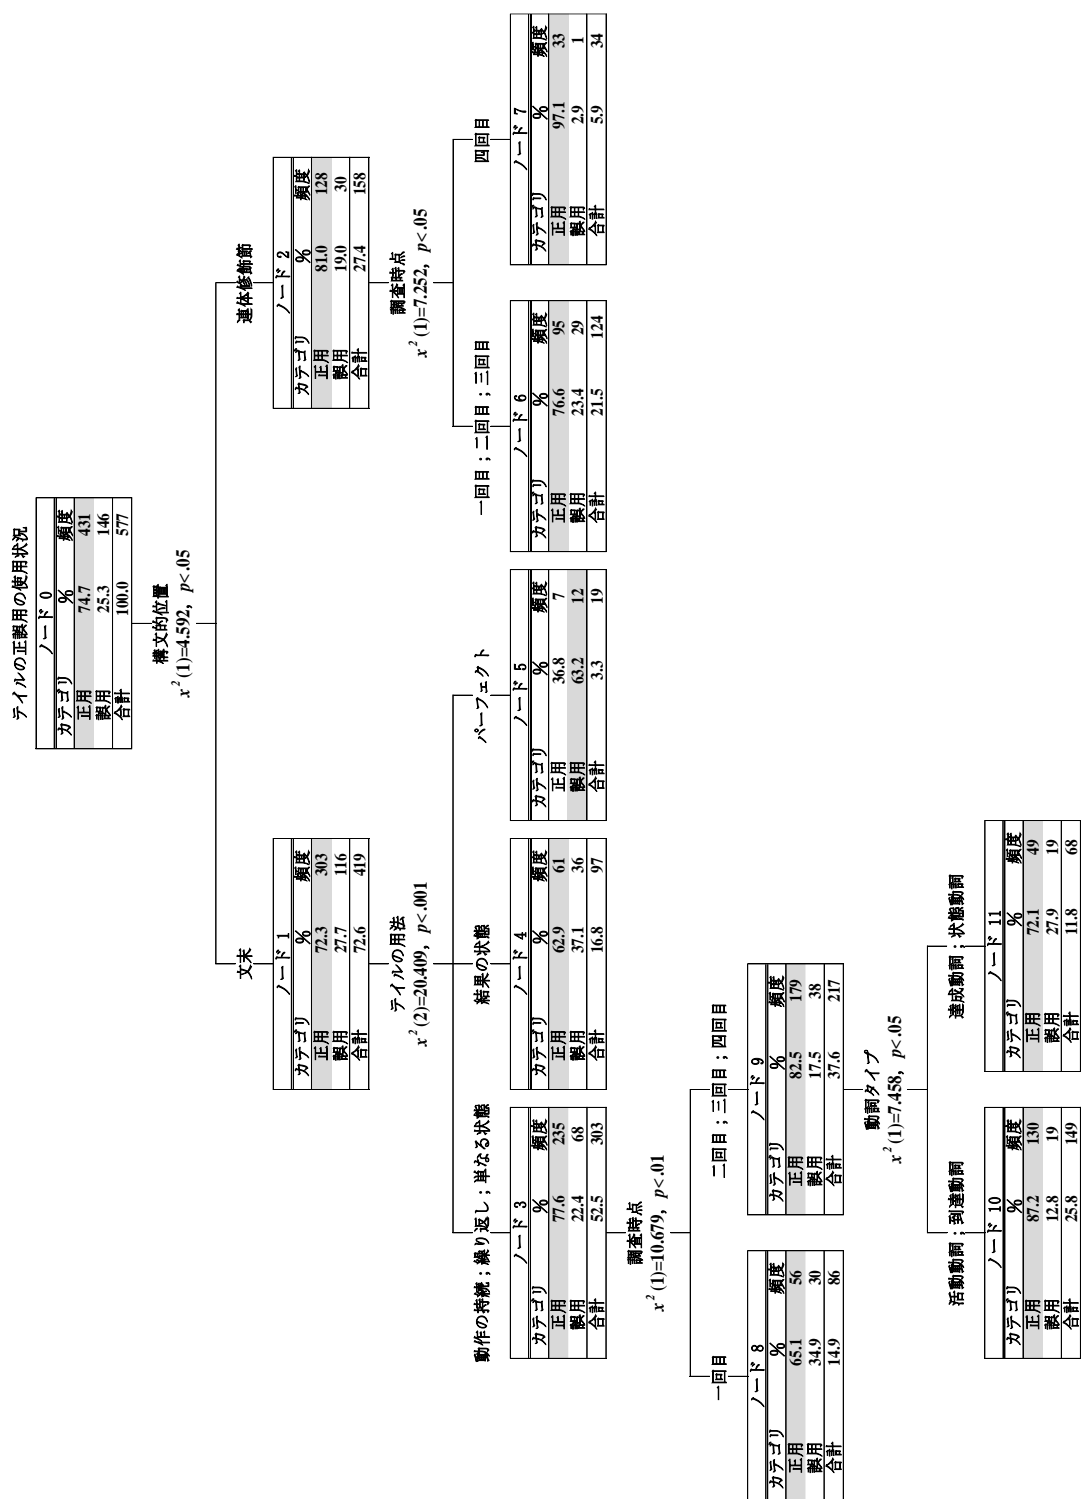 テイルの正誤用の使用状況
ノード 0
カテゴリ % 頻度
正用 74.7 431
誤用 25.3 146
合計 100.0 577
構文的位置
x²(1)=4.592, p<.05
文末
連体修飾節
ノード 1
カテゴリ % 頻度
正用 72.3 303
誤用 27.7 116
合計 72.6 419
テイルの用法
x²(2)=20.409, p<.001
ノード 2
カテゴリ % 頻度
正用 81.0 128
誤用 19.0 30
合計 27.4 158
調査時点
x²(1)=7.252, p<.05
動作の持続；繰り返し；単なる状態
結果の状態
パーフェクト
一回目；二回目；三回目
四回目
ノード 3
カテゴリ % 頻度
正用 77.6 235
誤用 22.4 68
合計 52.5 303
調査時点
x²(1)=10.679, p<.01
ノード 4
カテゴリ % 頻度
正用 62.9 61
誤用 37.1 36
合計 16.8 97
ノード 5
カテゴリ % 頻度
正用 36.8 7
誤用 63.2 12
合計 3.3 19
ノード 6
カテゴリ % 頻度
正用 76.6 95
誤用 23.4 29
合計 21.5 124
ノード 7
カテゴリ % 頻度
正用 97.1 33
誤用 2.9 1
合計 5.9 34
一回目
二回目；三回目；四回目
ノード 8
カテゴリ % 頻度
正用 65.1 56
誤用 34.9 30
合計 14.9 86
ノード 9
カテゴリ % 頻度
正用 82.5 179
誤用 17.5 38
合計 37.6 217
動詞タイプ
x²(1)=7.458, p<.05
活動動詞；到達動詞
達成動詞；状態動詞
ノード 10
カテゴリ % 頻度
正用 87.2 130
誤用 12.8 19
合計 25.8 149
ノード 11
カテゴリ % 頻度
正用 72.1 49
誤用 27.9 19
合計 11.8 68